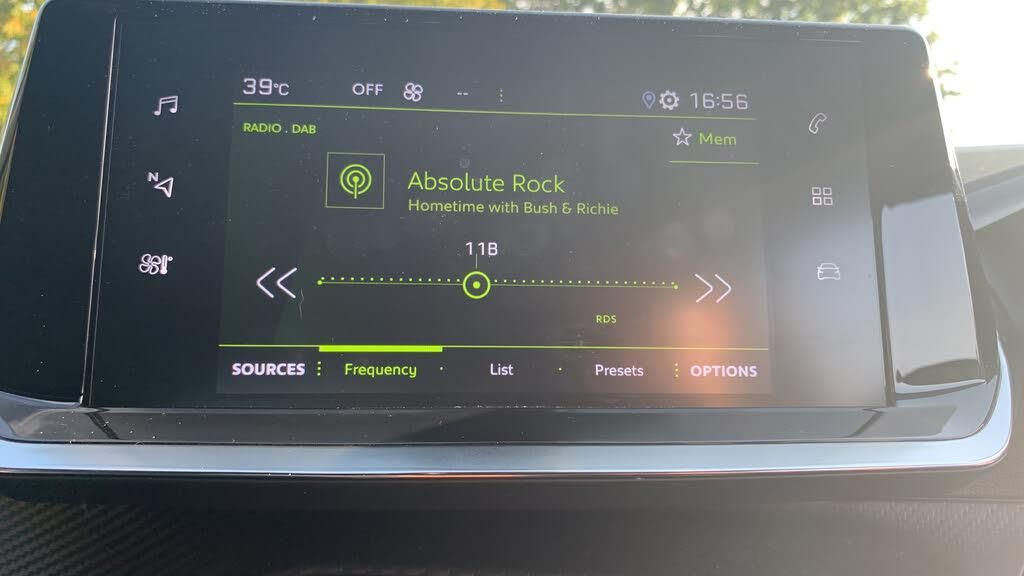 39°C OFF -- 16:56
RADIO . DAB
Mem
N
Absolute Rock
Hometime with Bush & Richie
11B
RDS
SOURCES Frequency List Presets OPTIONS